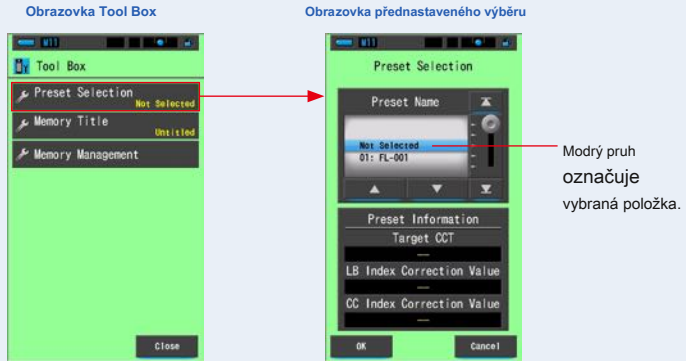 Obrazovka Tool Box
M11
Tool Box
Preset Selection
Not Selected
Memory Title
Untitled
Memory Management
Close
Obrazovka přednastaveného výběru
M11
Preset Selection
Preset Name
Not Selected
01: FL-001
Preset Information
Target CCT
—
LB Index Correction Value
—
CC Index Correction Value
—
OK
Cancel
Modrý pruh
označuje
vybraná položka.